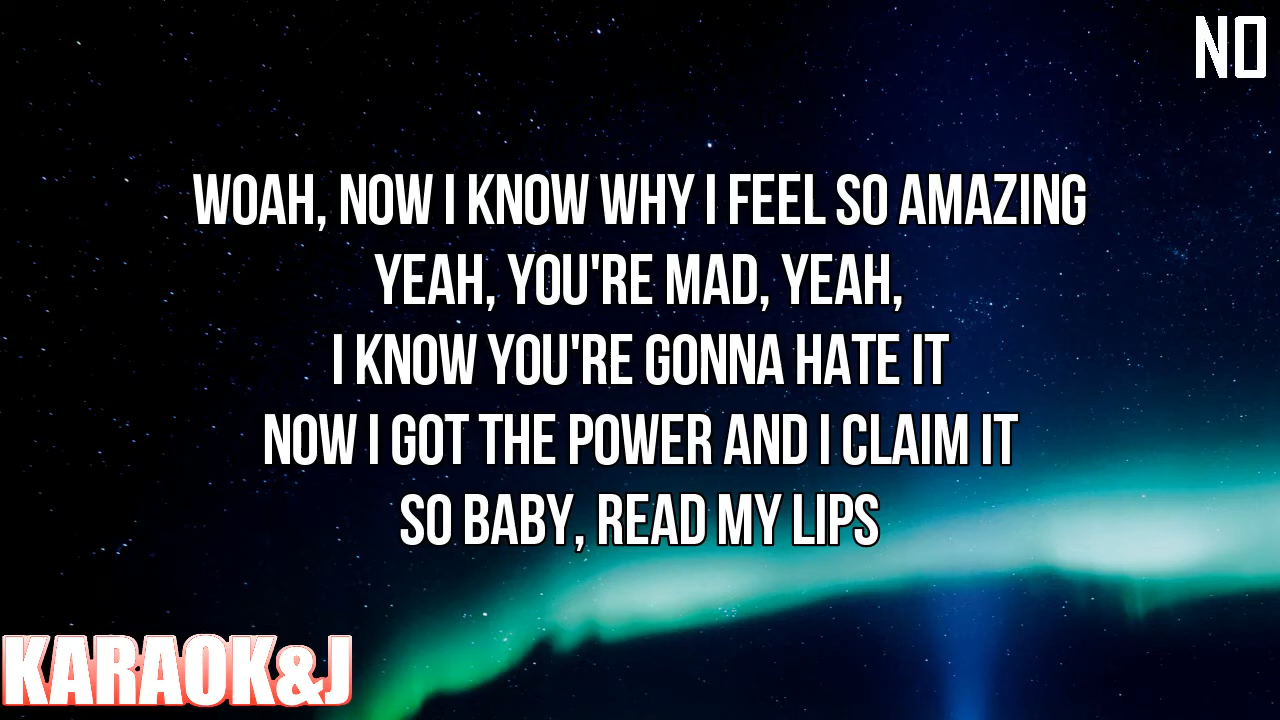 NO
WOAH, NOW I KNOW WHY I FEEL SO AMAZING
YEAH, YOU'RE MAD, YEAH,
I KNOW YOU'RE GONNA HATE IT
NOW I GOT THE POWER AND I CLAIM IT
SO BABY, READ MY LIPS
KARAOK&J